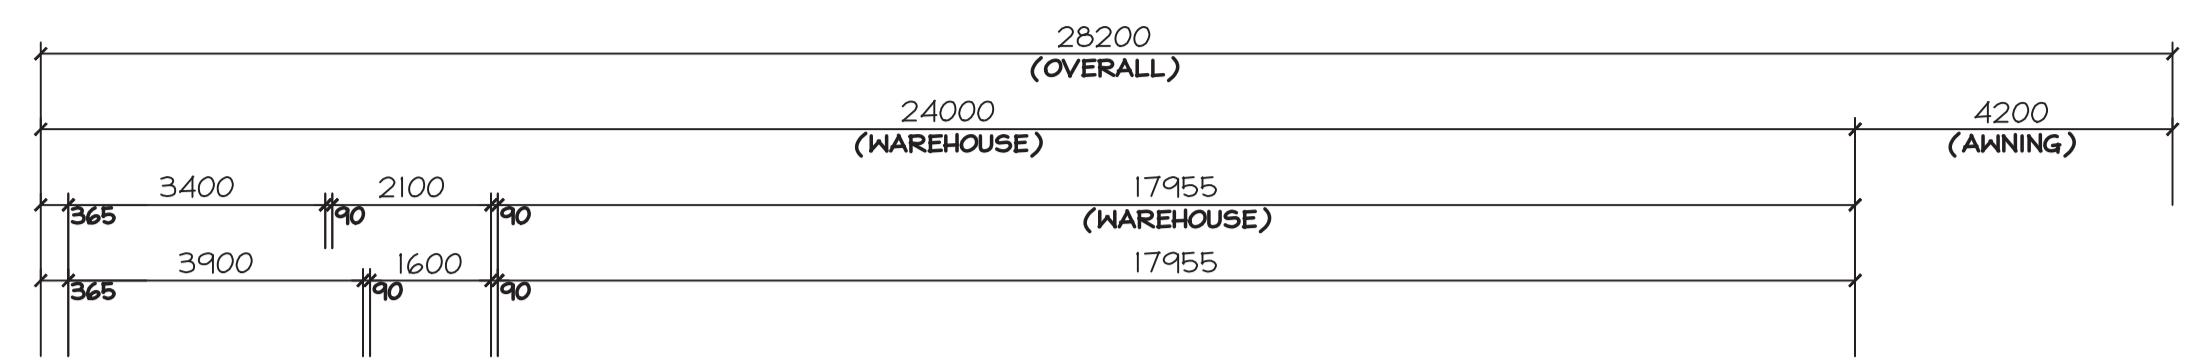 28200
(OVERALL)
24000 4200
(WAREHOUSE) (AWNING)
3400 2100 17955
365 90 90 (WAREHOUSE)
3900 1600 17955
365 90 90